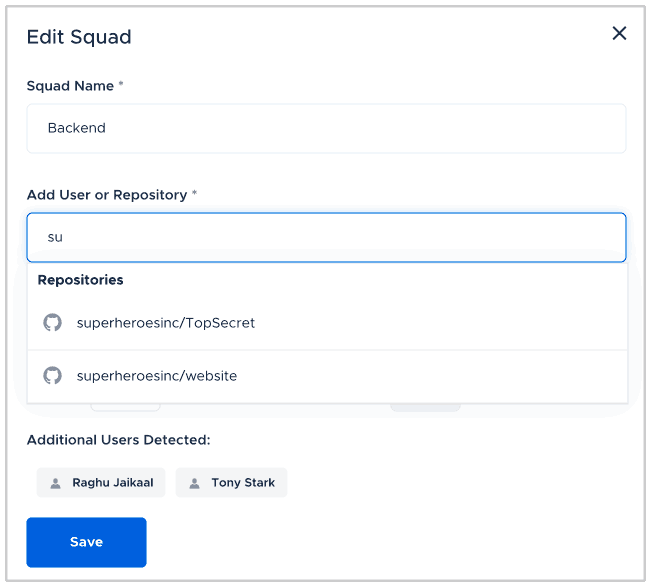 Edit Squad
Squad Name *
Backend
Add User or Repository *
su
Repositories
superheroesinc/TopSecret
superheroesinc/website
Additional Users Detected:
Raghu Jaikaal Tony Stark
Save